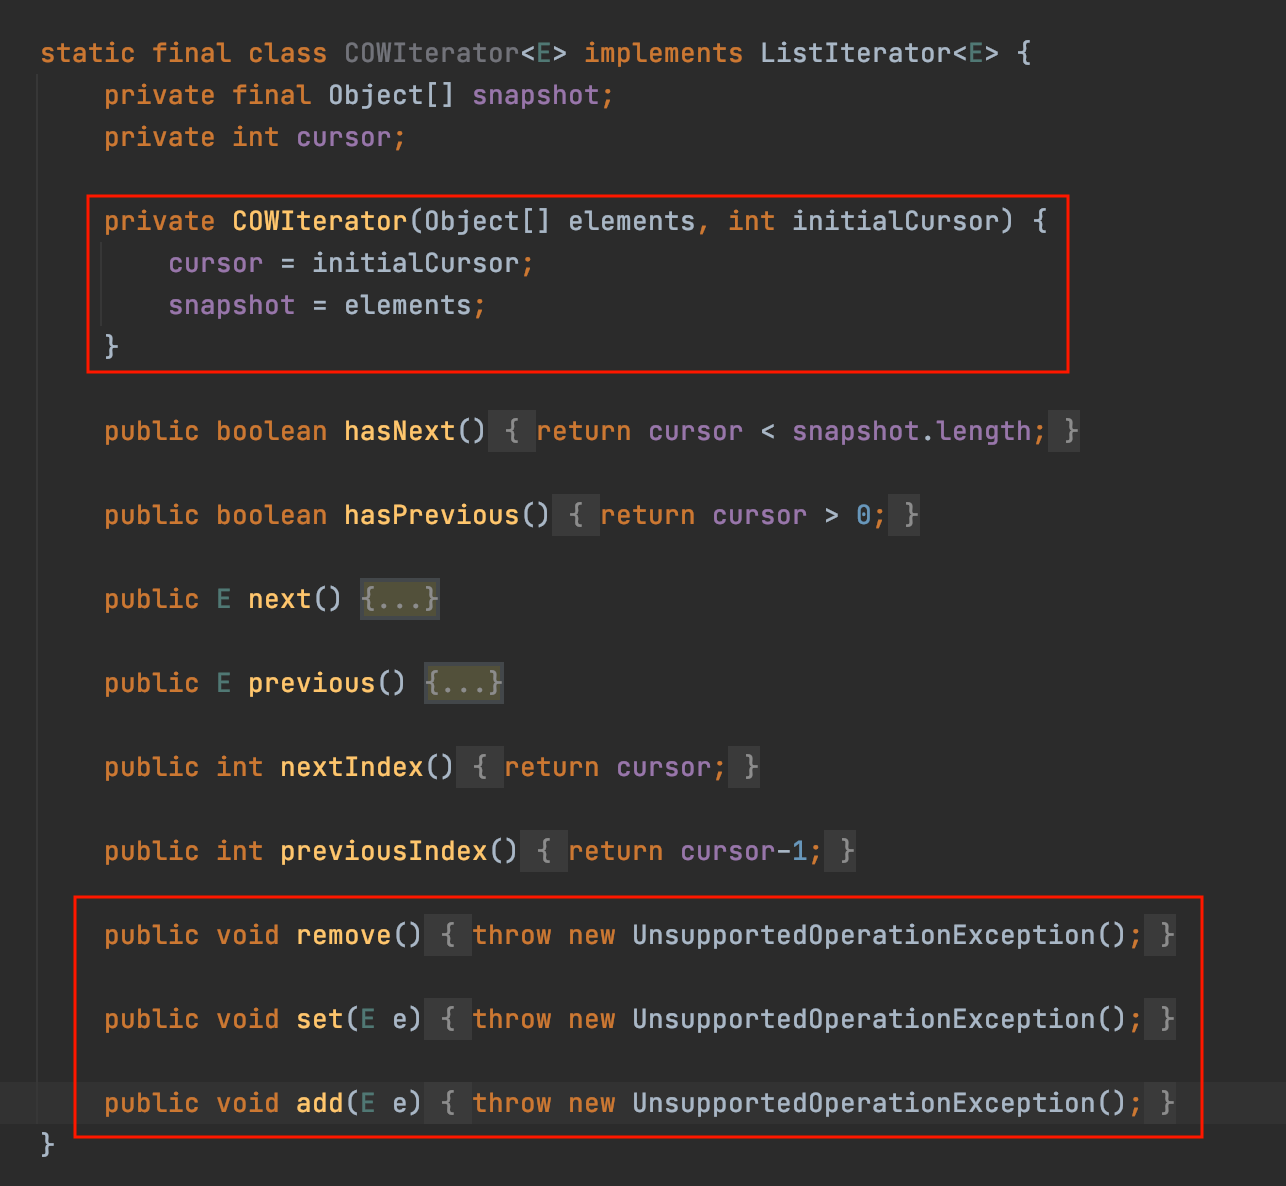 static final class COWIterator<E> implements ListIterator<E> {
private final Object[] snapshot;
private int cursor;
private COWIterator(Object[] elements, int initialCursor) {
cursor = initialCursor;
snapshot = elements;
}
public boolean hasNext() { return cursor < snapshot.length; }
public boolean hasPrevious() { return cursor > 0; }
public E next() {...}
public E previous() {...}
public int nextIndex() { return cursor; }
public int previousIndex() { return cursor-1; }
public void remove() { throw new UnsupportedOperationException(); }
public void set(E e) { throw new UnsupportedOperationException(); }
public void add(E e) { throw new UnsupportedOperationException(); }
}